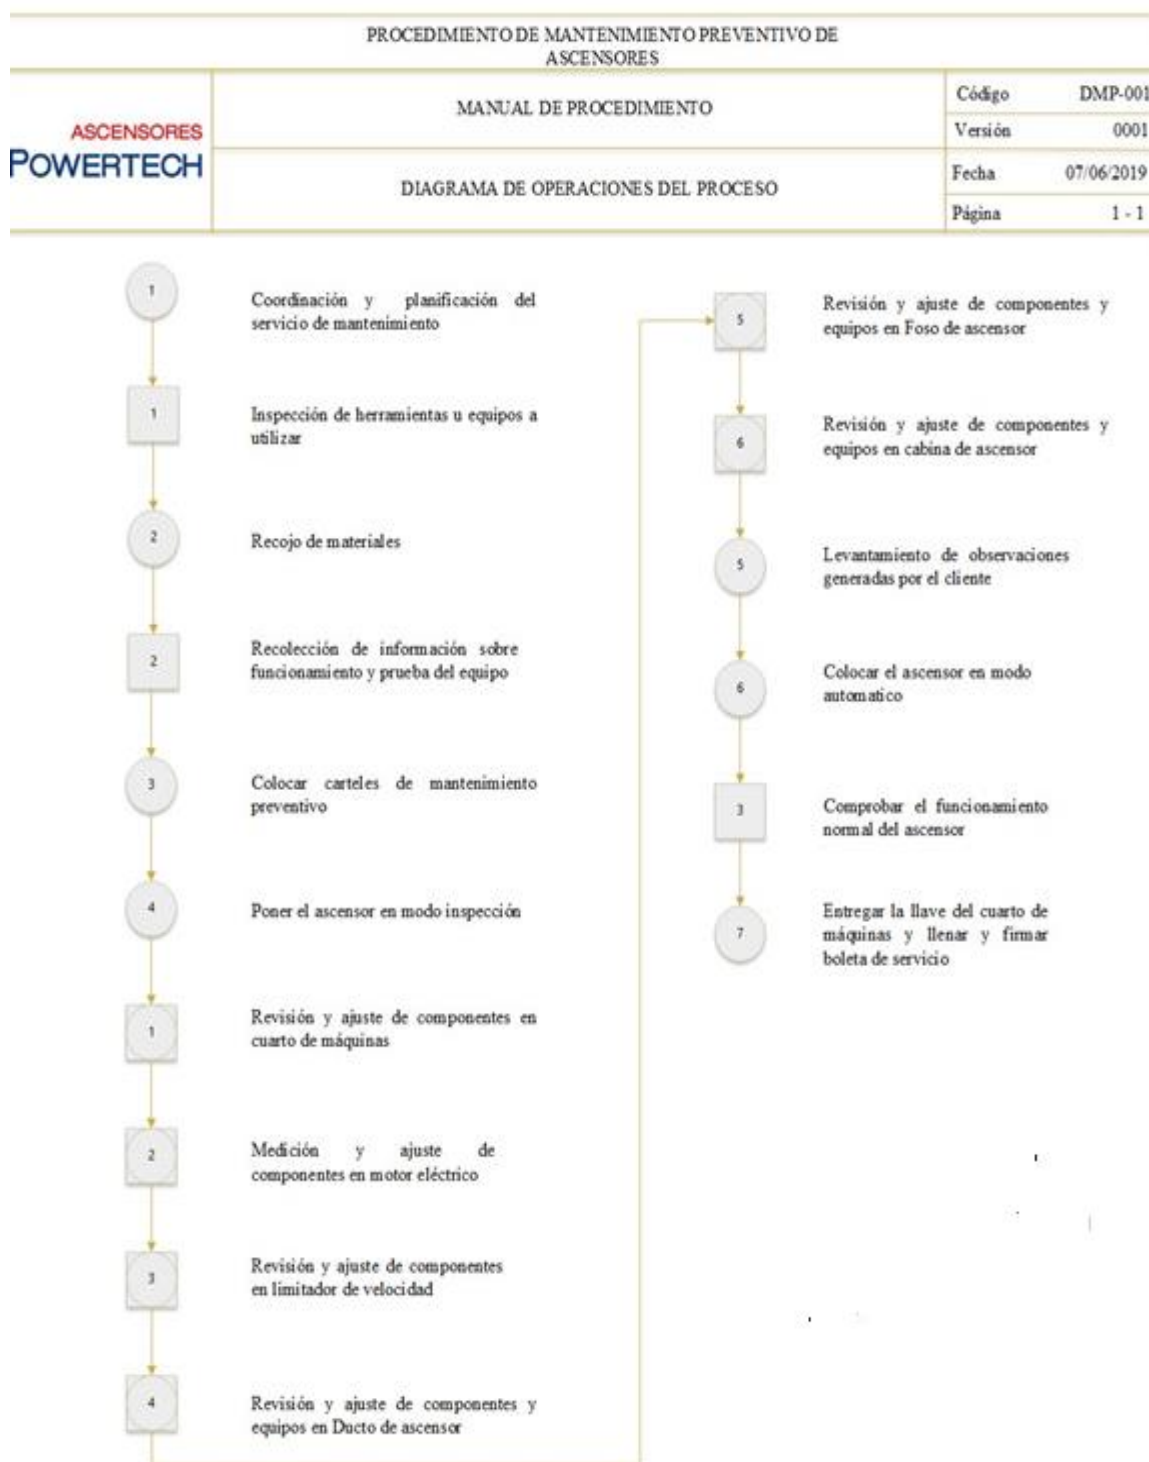 PROCEDIMIENTO DE MANTENIMIENTO PREVENTIVO DE
ASCENSORES
ASCENSORES
POWERTECH
MANUAL DE PROCEDIMIENTO
DIAGRAMA DE OPERACIONES DEL PROCESO
Código DMP-001
Versión 0001
Fecha 07/06/2019
Página 1 - 1
1
Coordinación y planificación del
servicio de mantenimiento
1
Inspección de herramientas u equipos a
utilizar
2
Recojo de materiales
2
Recolección de información sobre
funcionamiento y prueba del equipo
3
Colocar carteles de mantenimiento
preventivo
4
Poner el ascensor en modo inspección
1
Revisión y ajuste de componentes en
cuarto de máquinas
2
Medición y ajuste de
componentes en motor eléctrico
3
Revisión y ajuste de componentes
en limitador de velocidad
4
Revisión y ajuste de componentes y
equipos en Ducto de ascensor
5
Revisión y ajuste de componentes y
equipos en Foso de ascensor
6
Revisión y ajuste de componentes y
equipos en cabina de ascensor
5
Levantamiento de observaciones
generadas por el cliente
6
Colocar el ascensor en modo
automatico
3
Comprobar el funcionamiento
normal del ascensor
7
Entregar la llave del cuarto de
máquinas y llenar y firmar
boleta de servicio